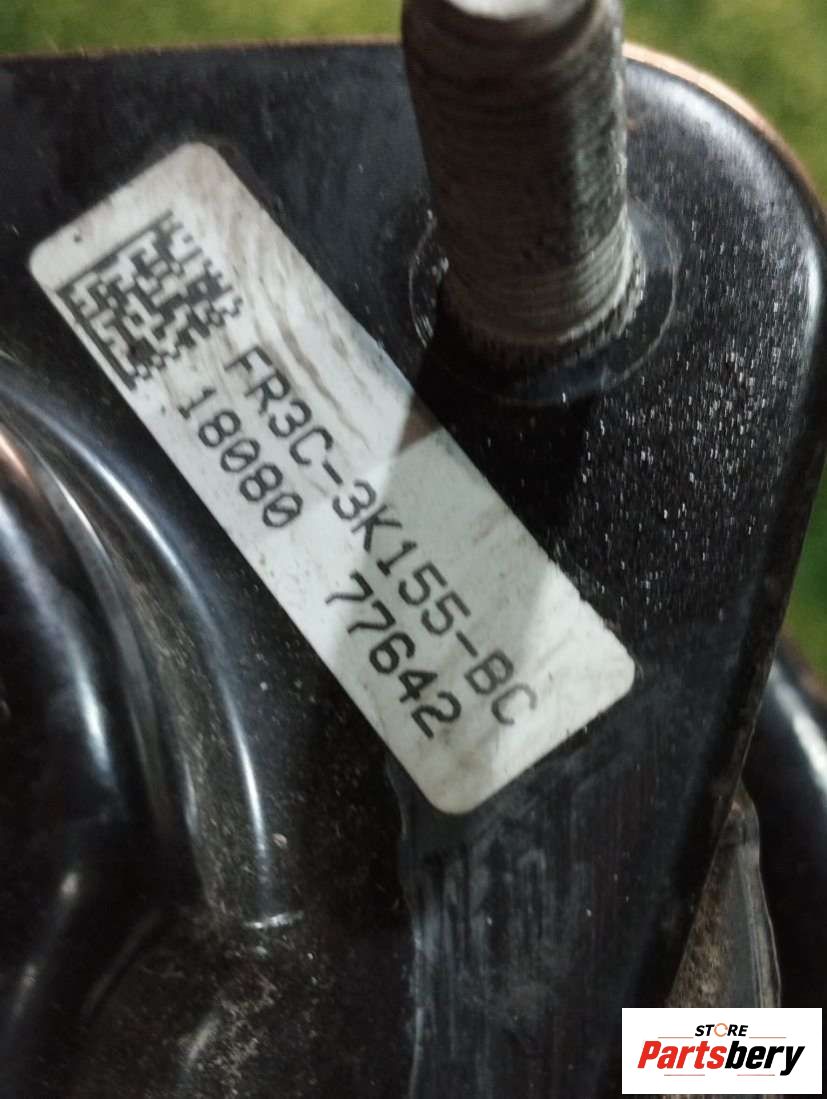 FR3C-3K155-BC
18080 77642
STORE
Partsbery